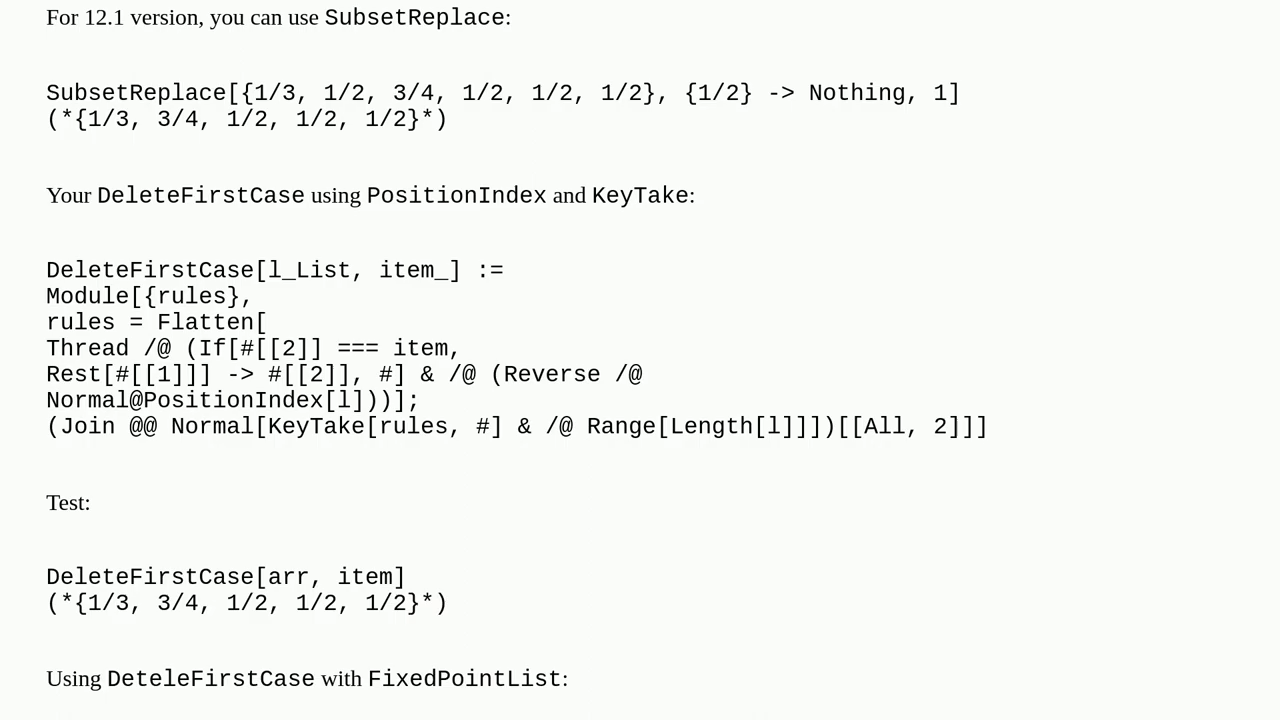 For 12.1 version, you can use SubsetReplace:
SubsetReplace[{1/3, 1/2, 3/4, 1/2, 1/2, 1/2}, {1/2} -> Nothing, 1]
(*{1/3, 3/4, 1/2, 1/2, 1/2}*)
Your DeleteFirstCase using PositionIndex and KeyTake:
DeleteFirstCase[l_List, item_] :=
Module[{rules},
rules = Flatten[
Thread /@ (If[#[[2]] === item,
Rest[#[[1]]] -> #[[2]], #] & /@ (Reverse /@
Normal@PositionIndex[l]))];
(Join @@ Normal[KeyTake[rules, #] & /@ Range[Length[l]]])[[All, 2]]]
Test:
DeleteFirstCase[arr, item]
(*{1/3, 3/4, 1/2, 1/2, 1/2}*)
Using DeteleFirstCase with FixedPointList: